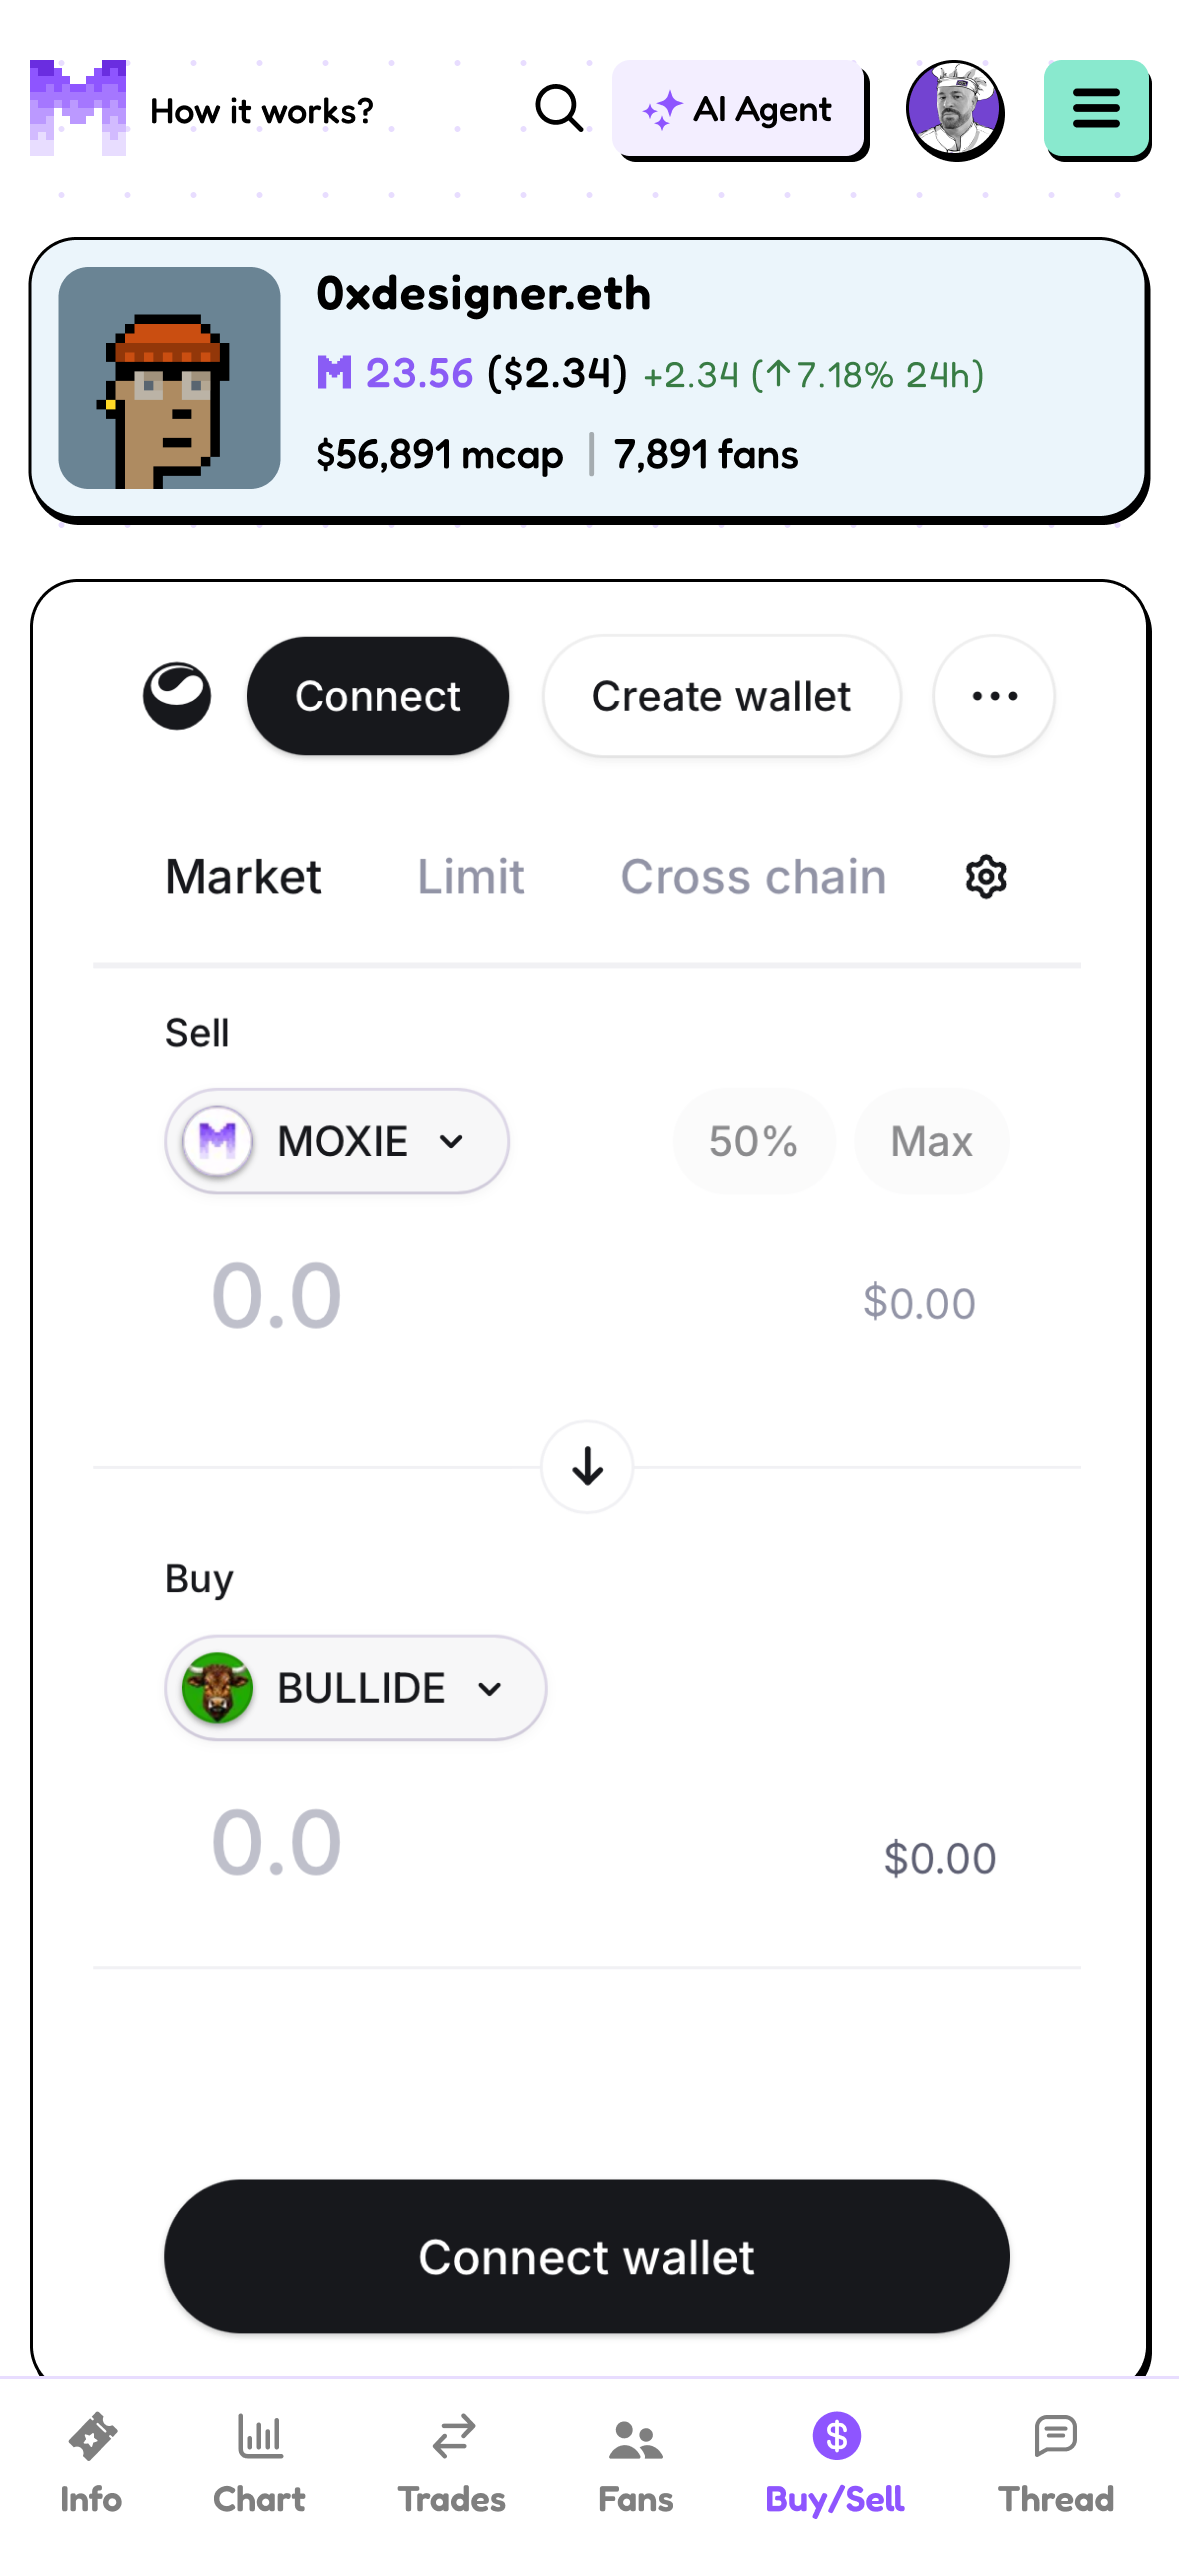 How it works?
AI Agent
0xdesigner.eth
23.56 ($2.34) +2.34 (↑7.18% 24h)
$56,891 mcap | 7,891 fans
Connect
Create wallet
...
Market
Limit
Cross chain
Sell
MOXIE
50%
Max
0.0
$0.00
Buy
BULLIDE
0.0
$0.00
Connect wallet
Info
Chart
Trades
Fans
Buy/Sell
Thread